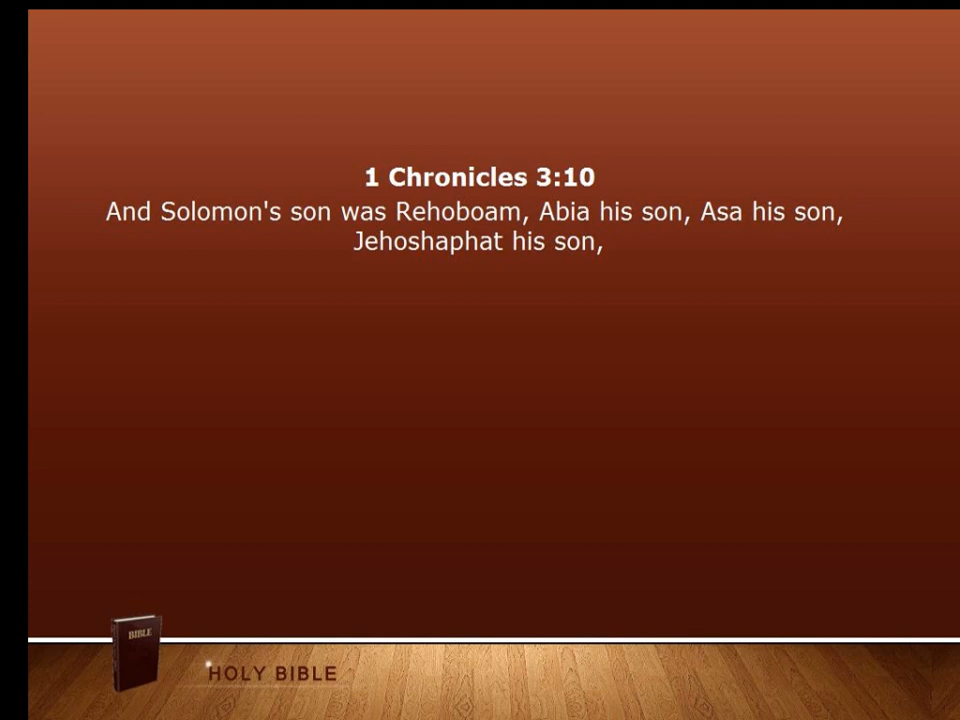 1 Chronicles 3:10
And Solomon's son was Rehoboam, Abia his son, Asa his son,
Jehoshaphat his son,
BIBLE
HOLY BIBLE